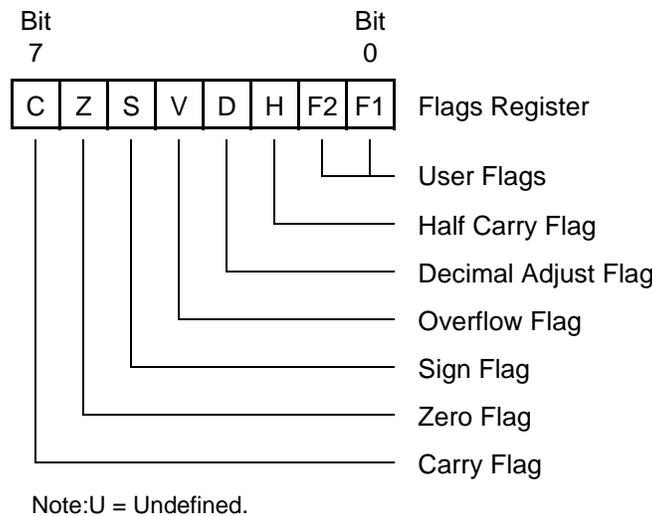 Bit Bit
7 0
C Z S V D H F2 F1 Flags Register
User Flags
Half Carry Flag
Decimal Adjust Flag
Overflow Flag
Sign Flag
Zero Flag
Carry Flag
Note:U = Undefined.